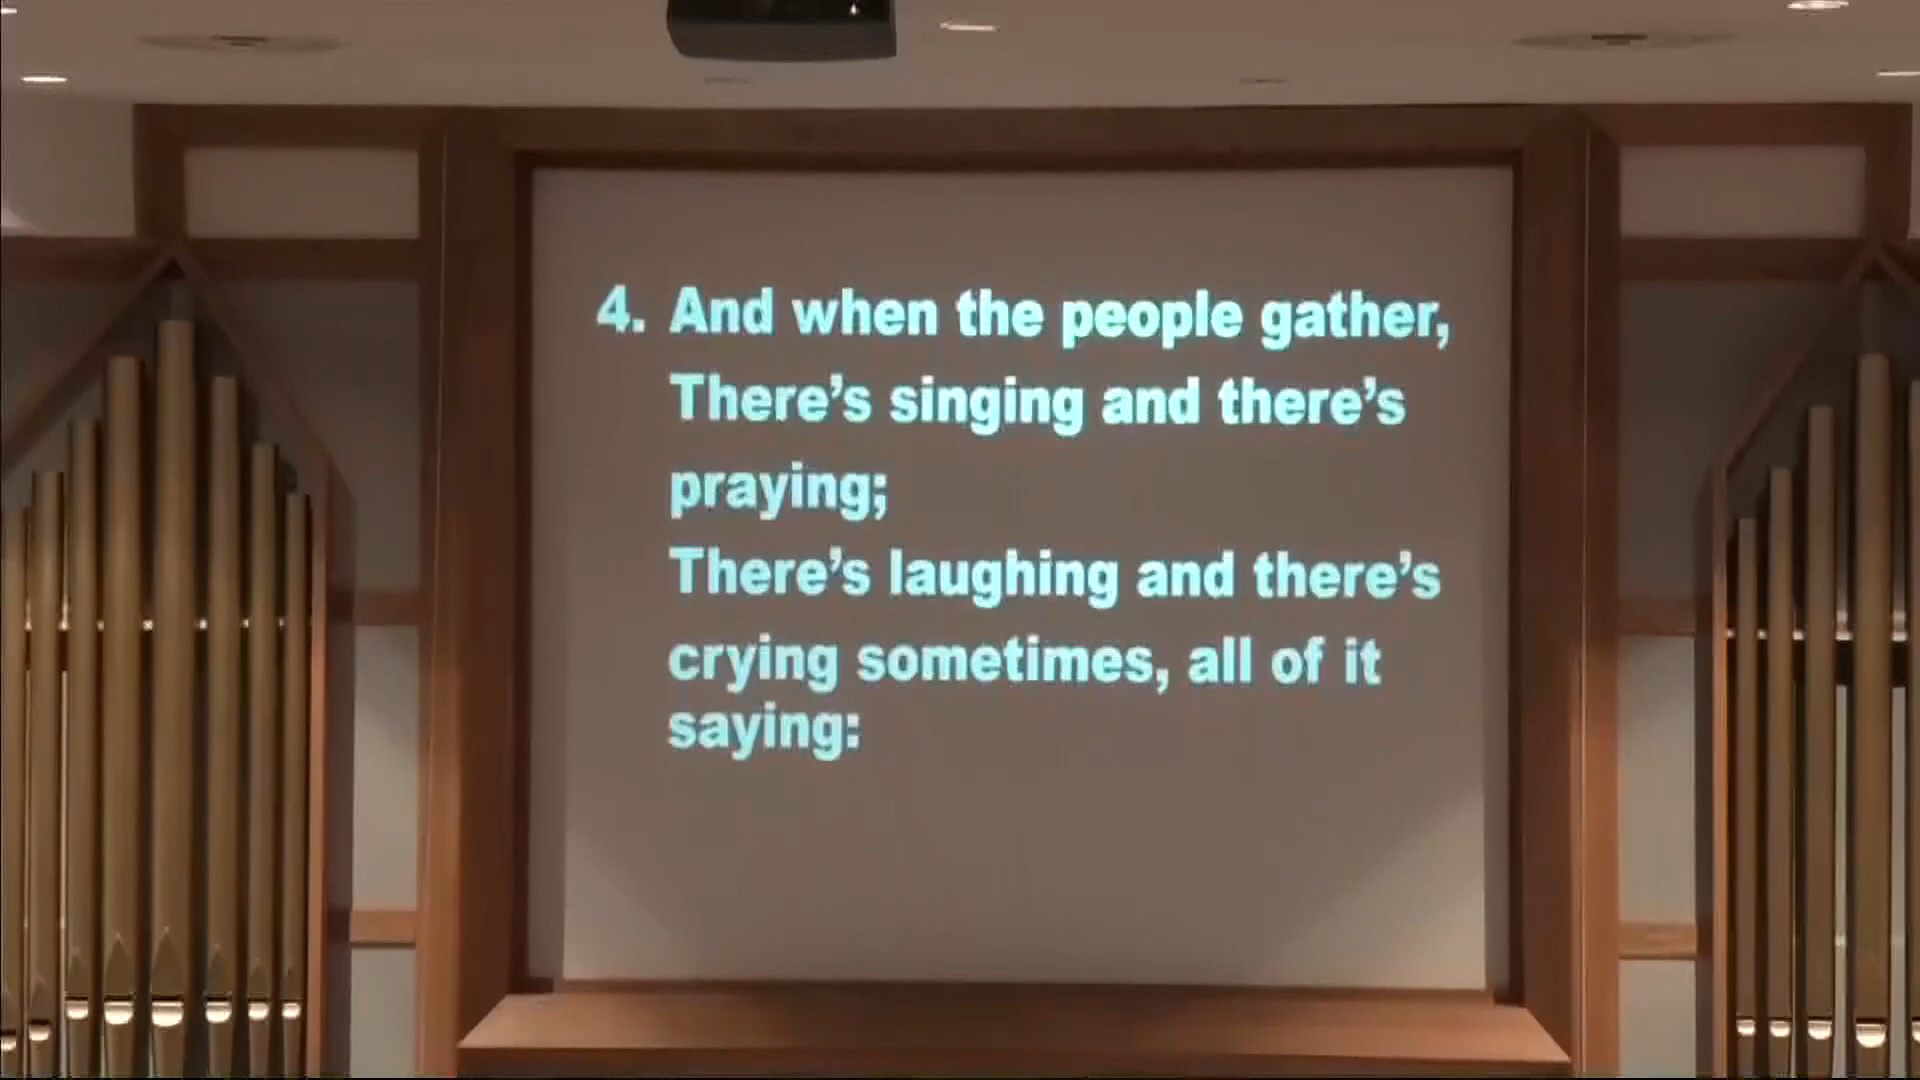 4. And when the people gather,
There’s singing and there’s
praying;
There’s laughing and there’s
crying sometimes, all of it
saying: